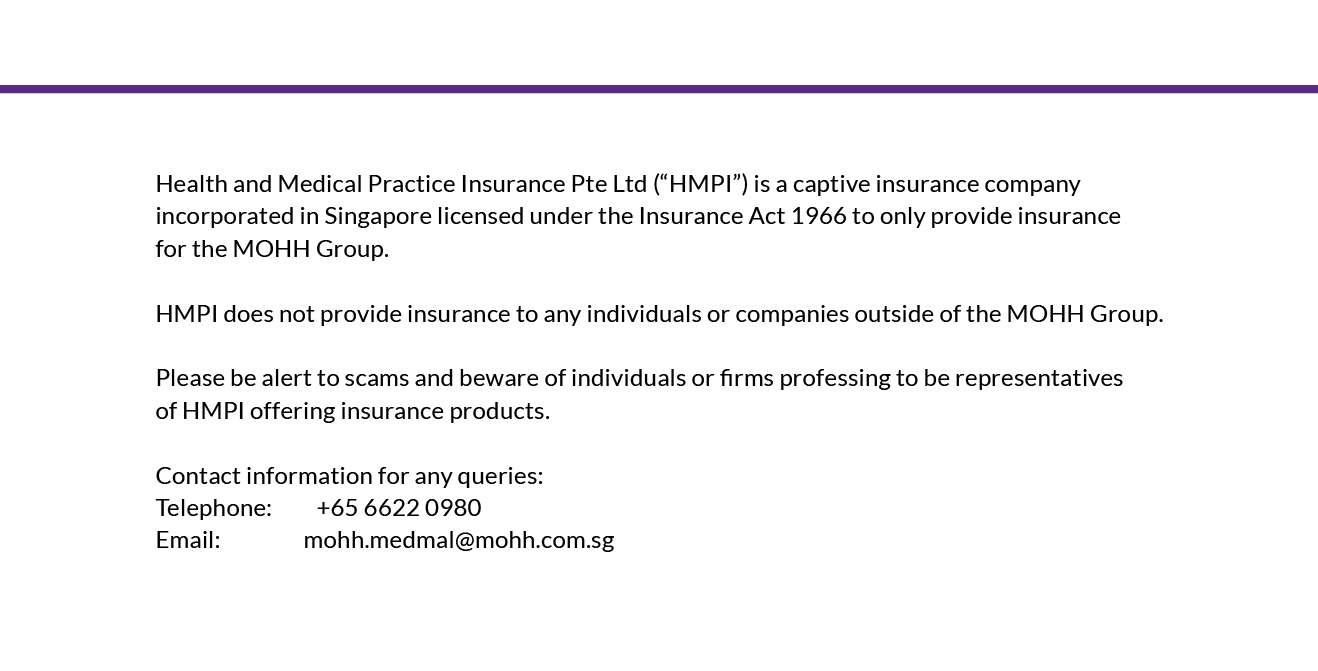 Health and Medical Practice Insurance Pte Ltd (“HMPI”) is a captive insurance company
incorporated in Singapore licensed under the Insurance Act 1966 to only provide insurance
for the MOHH Group.
HMPI does not provide insurance to any individuals or companies outside of the MOHH Group.
Please be alert to scams and beware of individuals or firms professing to be representatives
of HMPI offering insurance products.
Contact information for any queries:
Telephone: +65 6622 0980
Email: mohh.medmal@mohh.com.sg